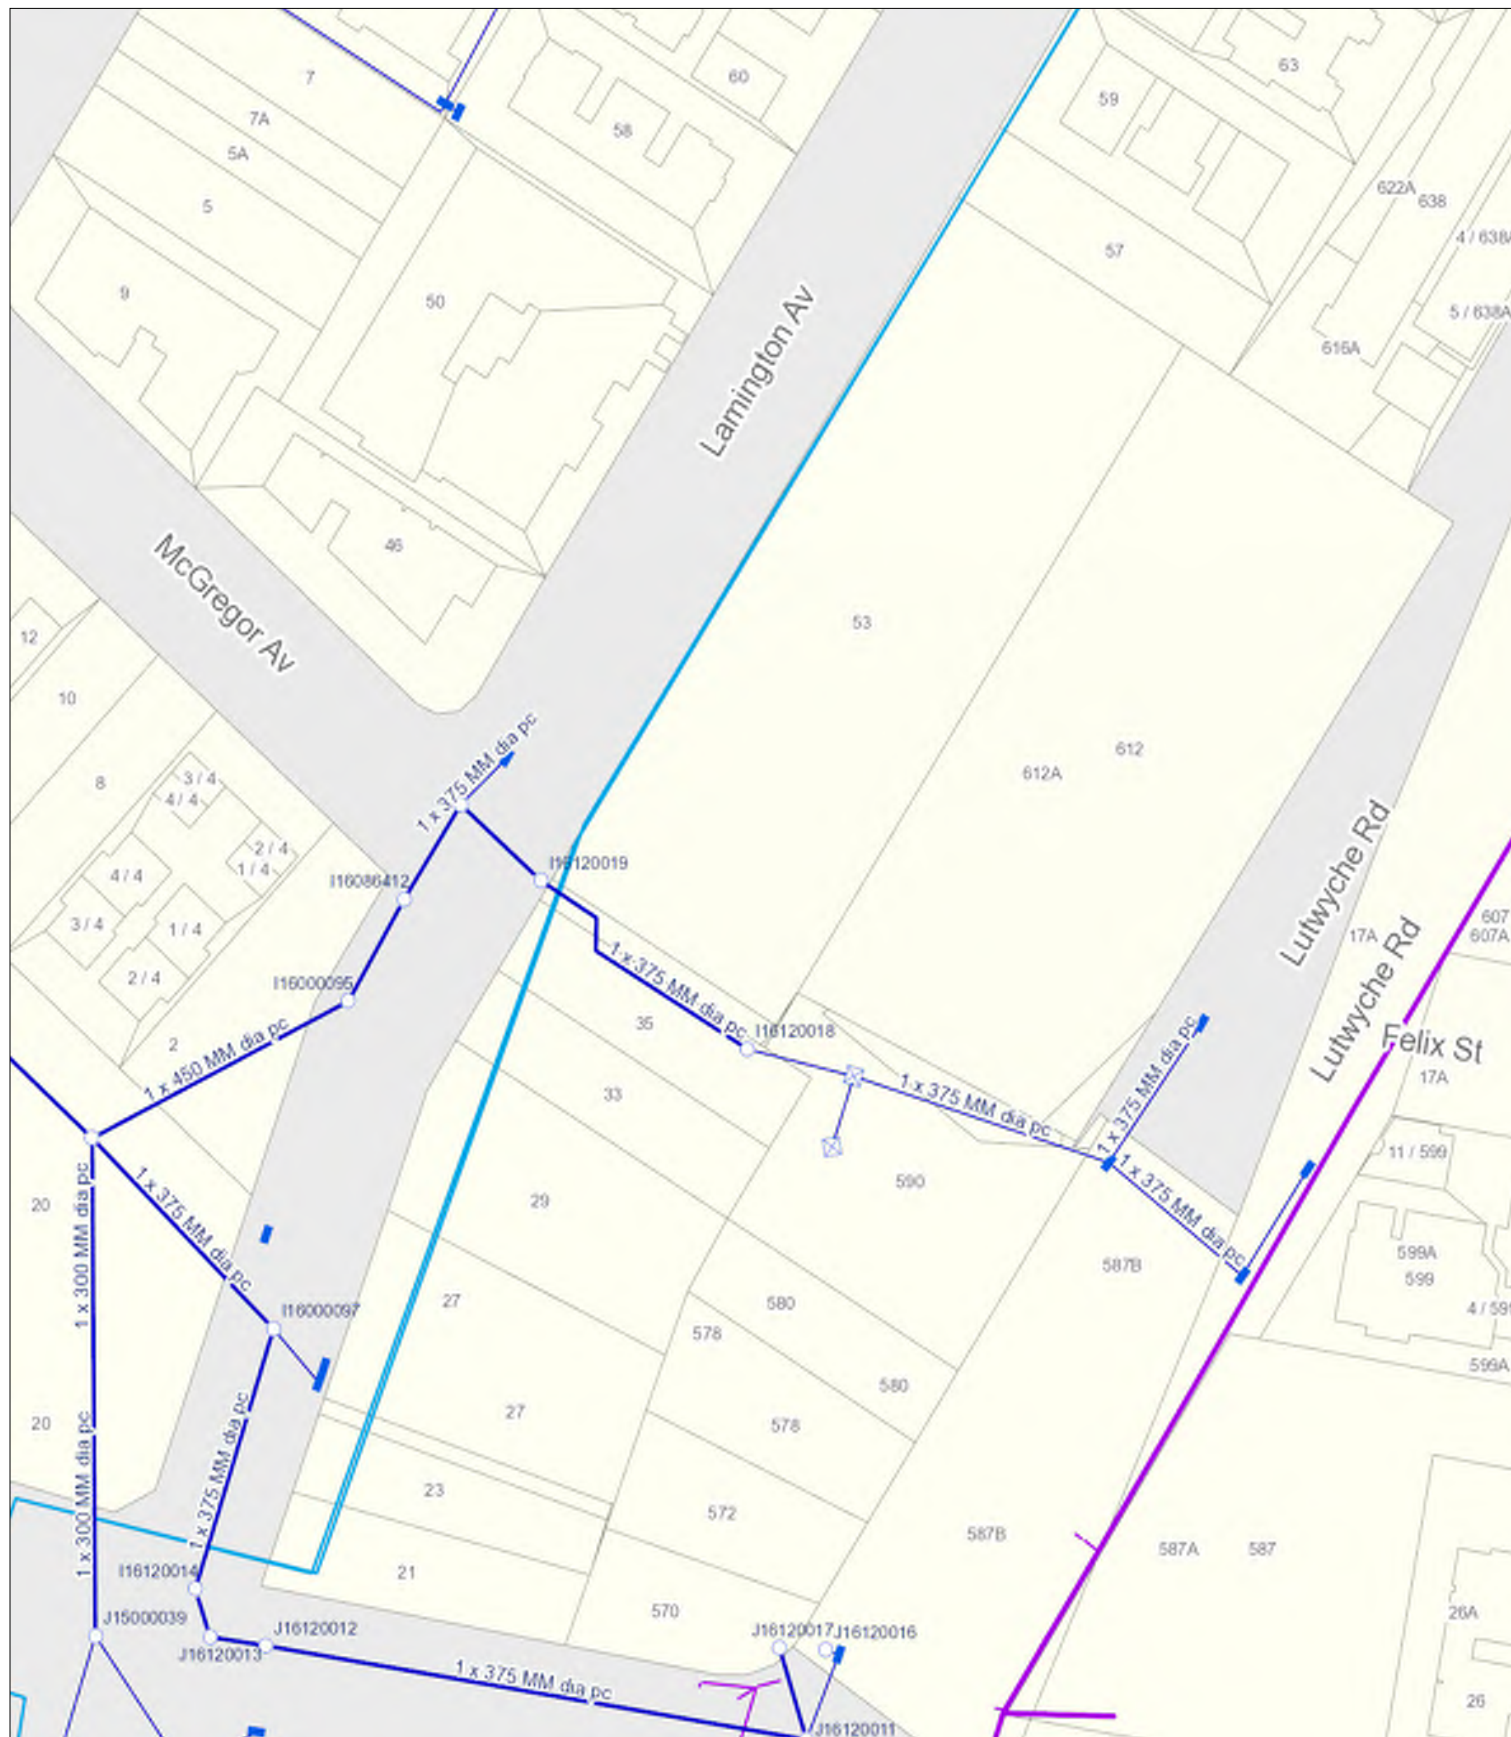 7
60
63
59
7A
58
5A
622A
638
5
4 / 638A
57
9
50
5 / 638A
616A
Lamington Av
46
McGregor Av
53
12
10
612
612A
1 x 375 MM dia pc
3 / 4
8
4 / 4
2 / 4
I16120019
1 / 4
4 / 4
I16086412
Lutwyche Rd
607
3 / 4
1 / 4
17A
607A
2 / 4
I16000095
1 x 375 MM dia pc
Lutwyche Rd
35
I16120018
Felix St
2
1 x 450 MM dia pc
1 x 375 MM dia pc
1 x 375 MM dia pc
17A
33
11 / 599
590
1 x 375 MM dia pc
20
1 x 300 MM dia pc
1 x 375 MM dia pc
29
599A
587B
599
27
I16000097
580
4 / 599
578
599A
580
27
20
578
1 x 300 MM dia pc
1 x 375 MM dia pc
23
572
587B
587A
587
I16120014
21
J15000039
J16120012
570
26A
J16120013
J16120017
J16120016
1 x 375 MM dia pc
26
J16120011